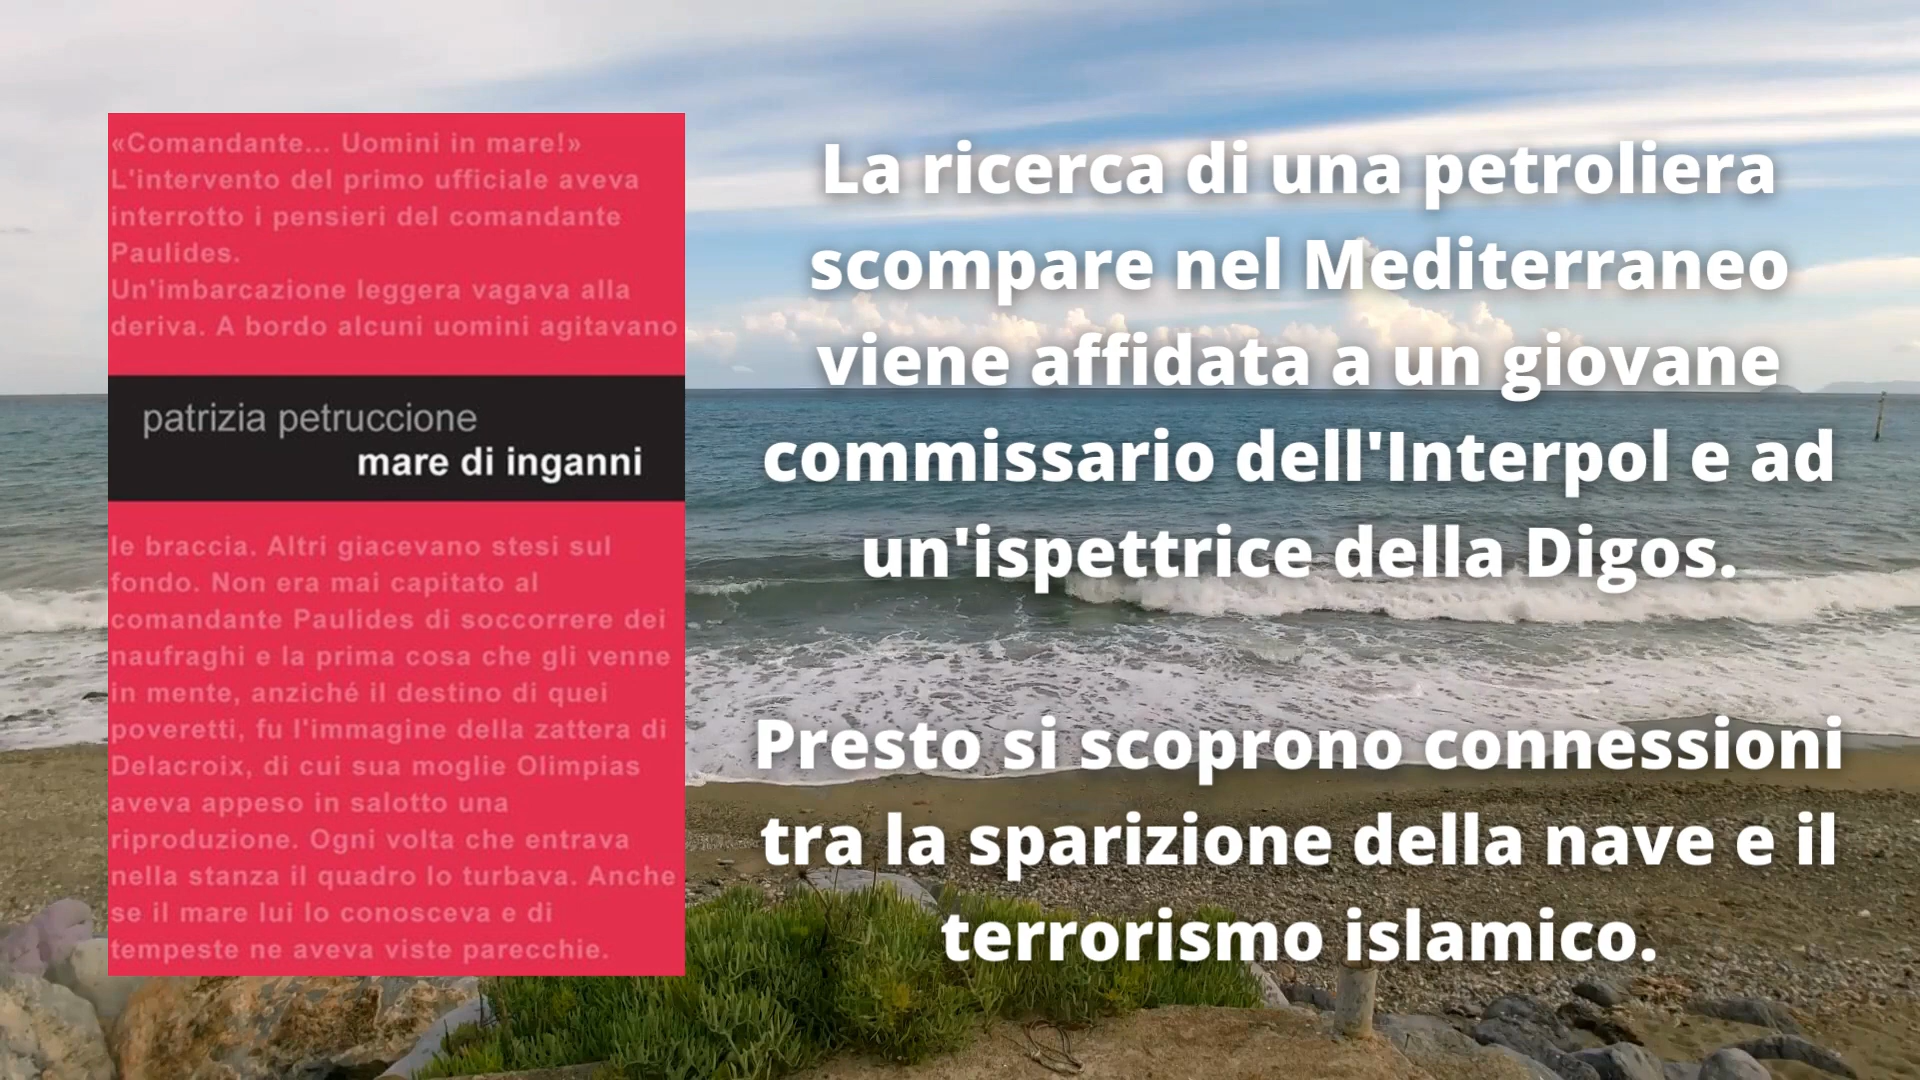 «Comandante... Uomini in mare!»
L'intervento del primo ufficiale aveva
interrotto i pensieri del comandante
Paulides.
Un'imbarcazione leggera vagava alla
deriva. A bordo alcuni uomini agitavano
patrizia petruccione
mare di inganni
le braccia. Altri giacevano stesi sul
fondo. Non era mai capitato al
comandante Paulides di soccorrere dei
naufraghi e la prima cosa che gli venne
in mente, anziché il destino di quei
poveretti, fu l'immagine della zattera di
Delacroix, di cui sua moglie Olimpias
aveva appeso in salotto una
riproduzione. Ogni volta che entrava
nella stanza il quadro lo turbava. Anche
se il mare lui lo conosceva e di
tempeste ne aveva viste parecchie.
La ricerca di una petroliera
scompare nel Mediterraneo
viene affidata a un giovane
commissario dell'Interpol e ad
un'ispettrice della Digos.
Presto si scoprono connessioni
tra la sparizione della nave e il
terrorismo islamico.